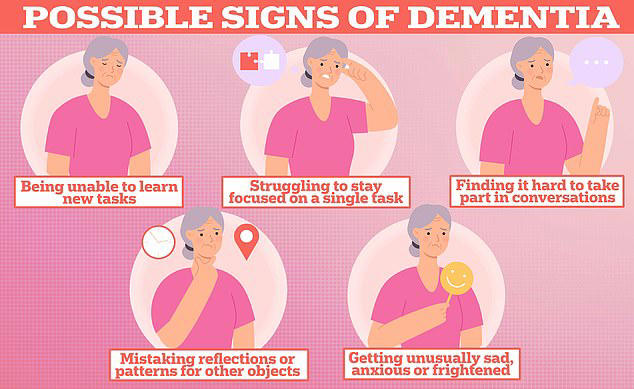 POSSIBLE SIGNS OF DEMENTIA
Being unable to learn
new tasks
Struggling to stay
focused on a single task
Finding it hard to take
part in conversations
Mistaking reflections or
patterns for other objects
Getting unusually sad,
anxious or frightened